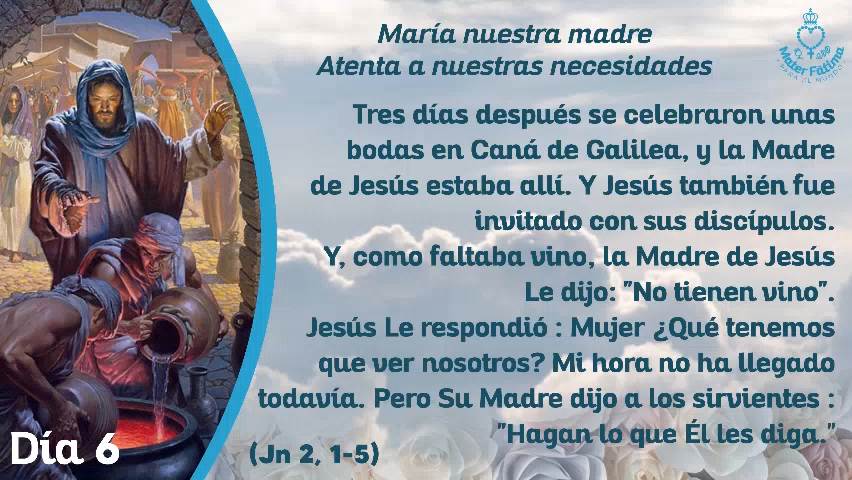 María nuestra madre
Atenta a nuestras necesidades
Mater Fátima
PARA EL MUNDO
Tres días después se celebraron unas
bodas en Caná de Galilea, y la Madre
de Jesús estaba allí. Y Jesús también fue
invitado con sus discípulos.
Y, como faltaba vino, la Madre de Jesús
Le dijo: "No tienen vino".
Jesús Le respondió : Mujer ¿Qué tenemos
que ver nosotros? Mi hora no ha llegado
todavía. Pero Su Madre dijo a los sirvientes :
"Hagan lo que Él les diga."
(Jn 2, 1-5)
Día 6